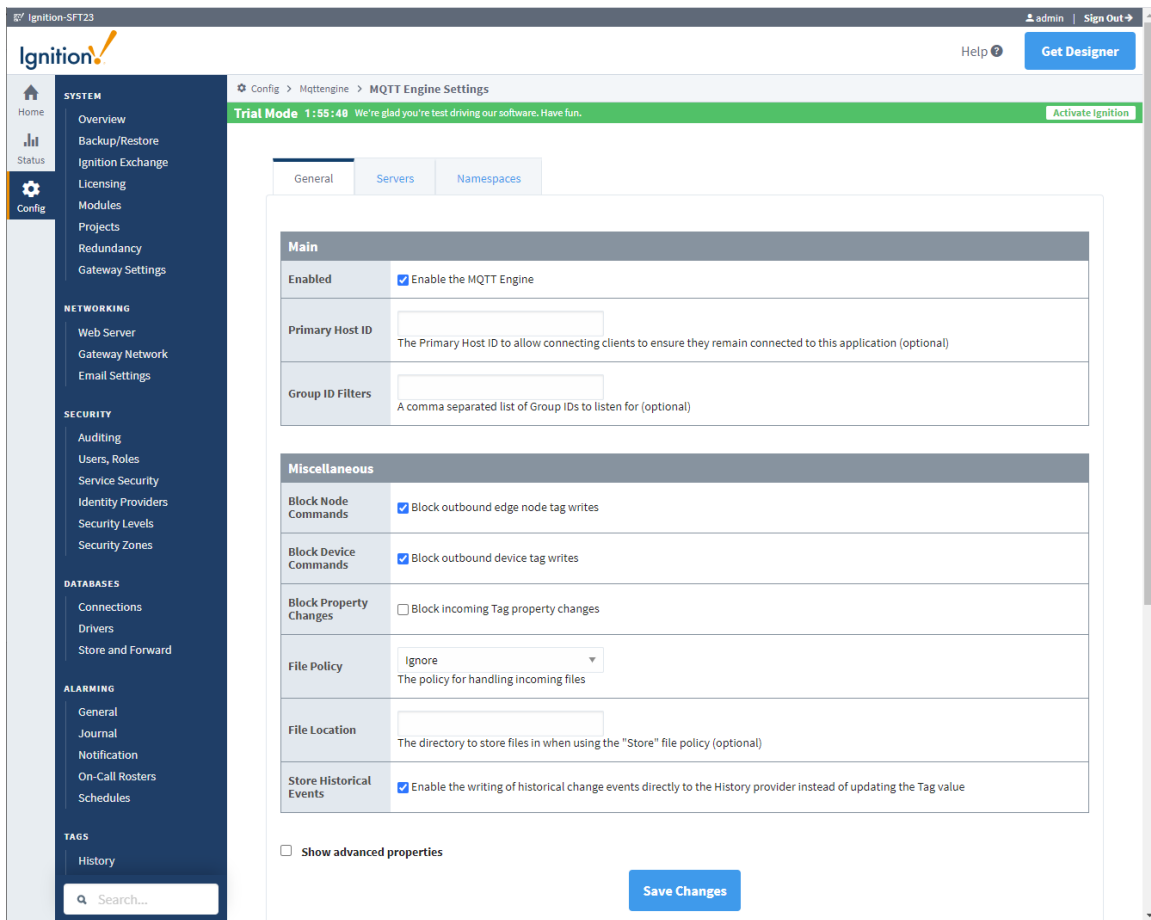 Ignition-SFT23
admin | Sign Out
Ignition!
Help
Get Designer
Home
Status
Config
SYSTEM
Overview
Backup/Restore
Ignition Exchange
Licensing
Modules
Projects
Redundancy
Gateway Settings
NETWORKING
Web Server
Gateway Network
Email Settings
SECURITY
Auditing
Users, Roles
Service Security
Identity Providers
Security Levels
Security Zones
DATABASES
Connections
Drivers
Store and Forward
ALARMING
General
Journal
Notification
On-Call Rosters
Schedules
TAGS
History
Search...
Config > Mqttengine > MQTT Engine Settings
Trial Mode 1:55:40 We're glad you're test driving our software. Have fun.
Activate Ignition
General
Servers
Namespaces
Main
Enabled
Enable the MQTT Engine
Primary Host ID
The Primary Host ID to allow connecting clients to ensure they remain connected to this application (optional)
Group ID Filters
A comma separated list of Group IDs to listen for (optional)
Miscellaneous
Block Node
Commands
Block outbound edge node tag writes
Block Device
Commands
Block outbound device tag writes
Block Property
Changes
Block incoming Tag property changes
File Policy
Ignore
The policy for handling incoming files
File Location
The directory to store files in when using the "Store" file policy (optional)
Store Historical
Events
Enable the writing of historical change events directly to the History provider instead of updating the Tag value
Show advanced properties
Save Changes